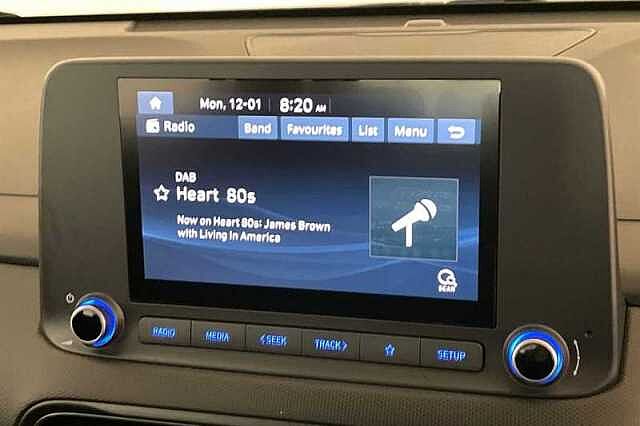 Mon, 12-01 8:20 AM
Radio Band Favourites List Menu
DAB
Heart 80s
Now on Heart 80s: James Brown
with Living In America
SCAN
RADIO MEDIA <SEEK TRACK> SETUP